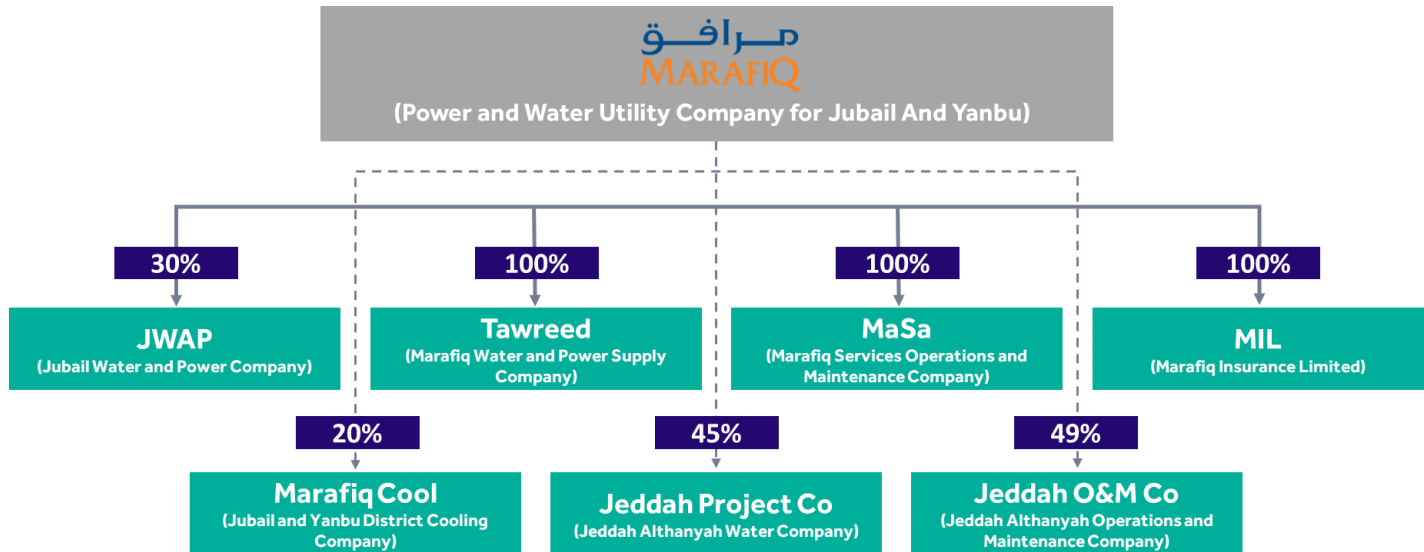 مرافق
MARAFIQ
(Power and Water Utility Company for Jubail And Yanbu)
30%
100%
100%
100%
JWAP
(Jubail Water and Power Company)
Tawreed
(Marafiq Water and Power Supply
Company)
MaSa
(Marafiq Services Operations and
Maintenance Company)
MIL
(Marafiq Insurance Limited)
20%
45%
49%
Marafiq Cool
(Jubail and Yanbu District Cooling
Company)
Jeddah Project Co
(Jeddah Althanyah Water Company)
Jeddah O&M Co
(Jeddah Althanyah Operations and
Maintenance Company)